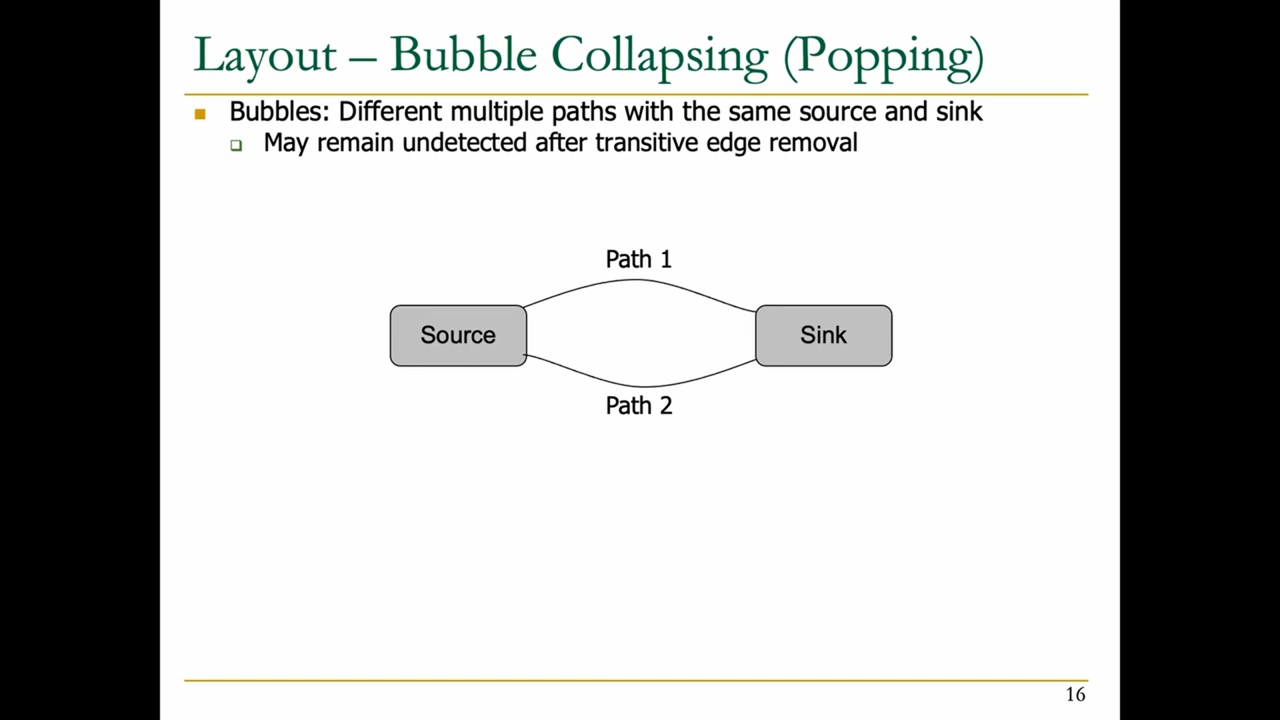 Layout – Bubble Collapsing (Popping)
Bubbles: Different multiple paths with the same source and sink
May remain undetected after transitive edge removal
Path 1
Source
Sink
Path 2
16